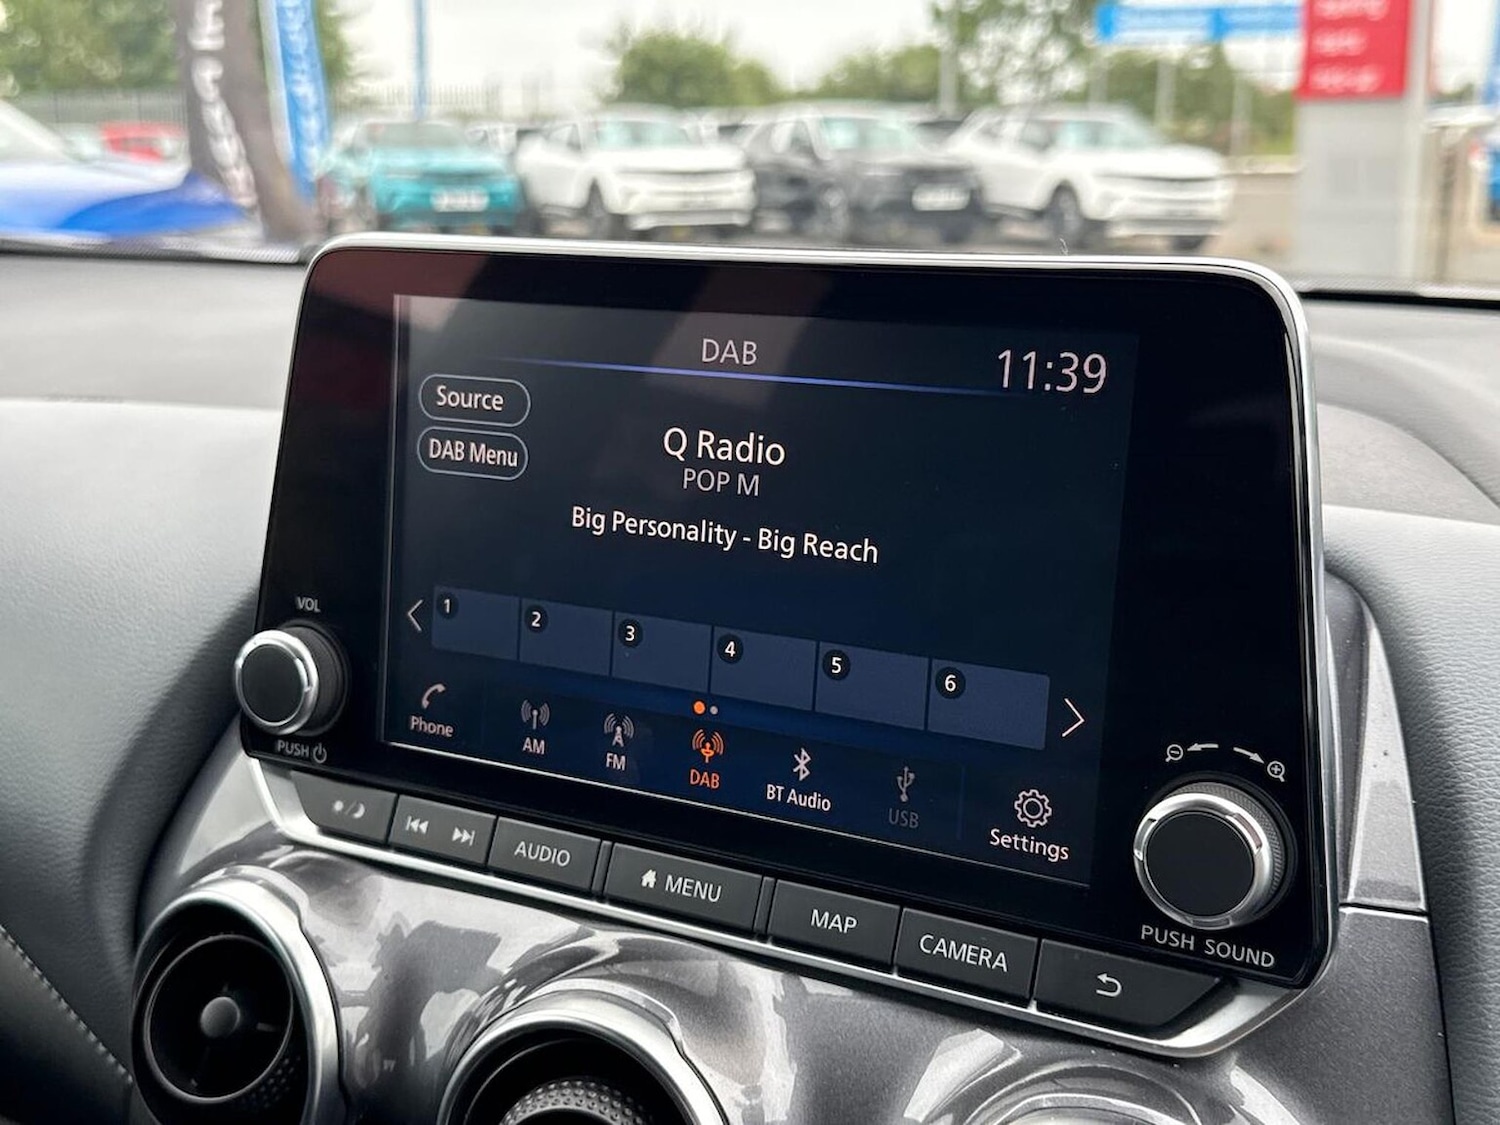 DAB
11:39
Source
DAB Menu
Q Radio
POP M
Big Personality - Big Reach
1
2
3
4
5
6
VOL
PUSH
Phone
AM
FM
DAB
BT Audio
USB
Settings
AUDIO
MENU
MAP
CAMERA
PUSH SOUND